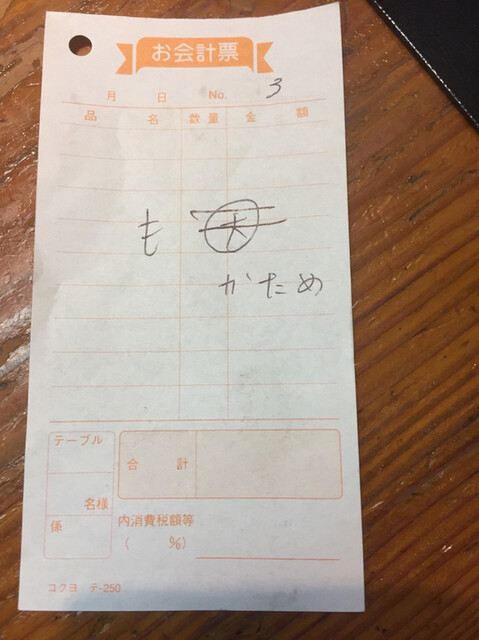 お会計票
月 日 No. 3
品 名 数量 金 額
も 大
かため
テーブル
名様
係
合 計
内消費税額等
( %)
コクヨ テ-250